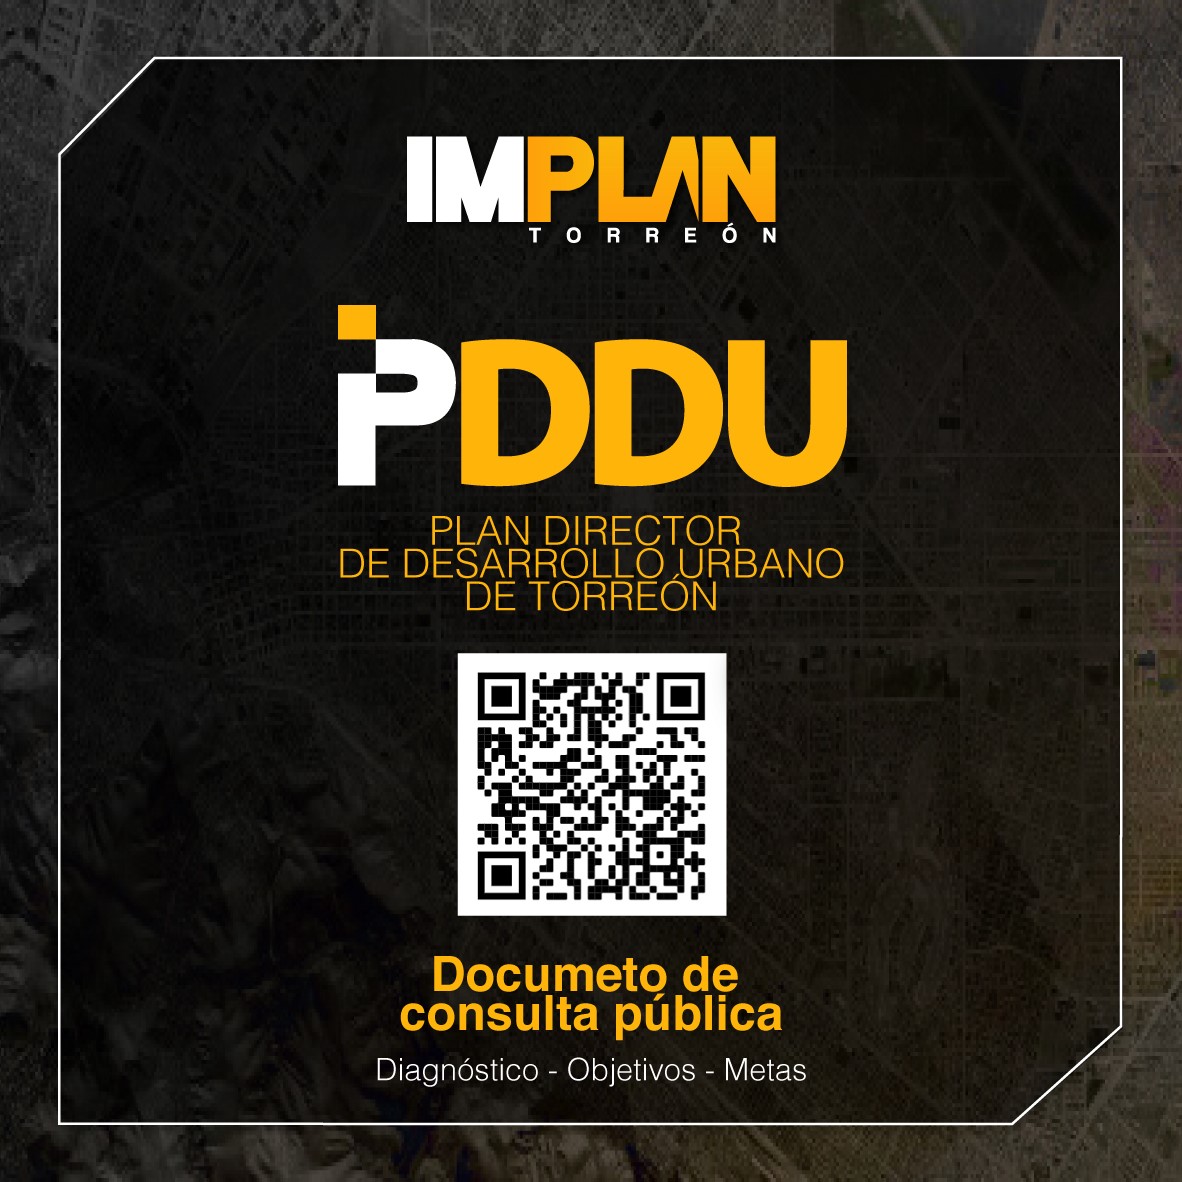 IMPLAN
TORREÓN
PDDU
PLAN DIRECTOR
DE DESARROLLO URBANO
DE TORREÓN
Documeto de
consulta pública
Diagnóstico - Objetivos - Metas